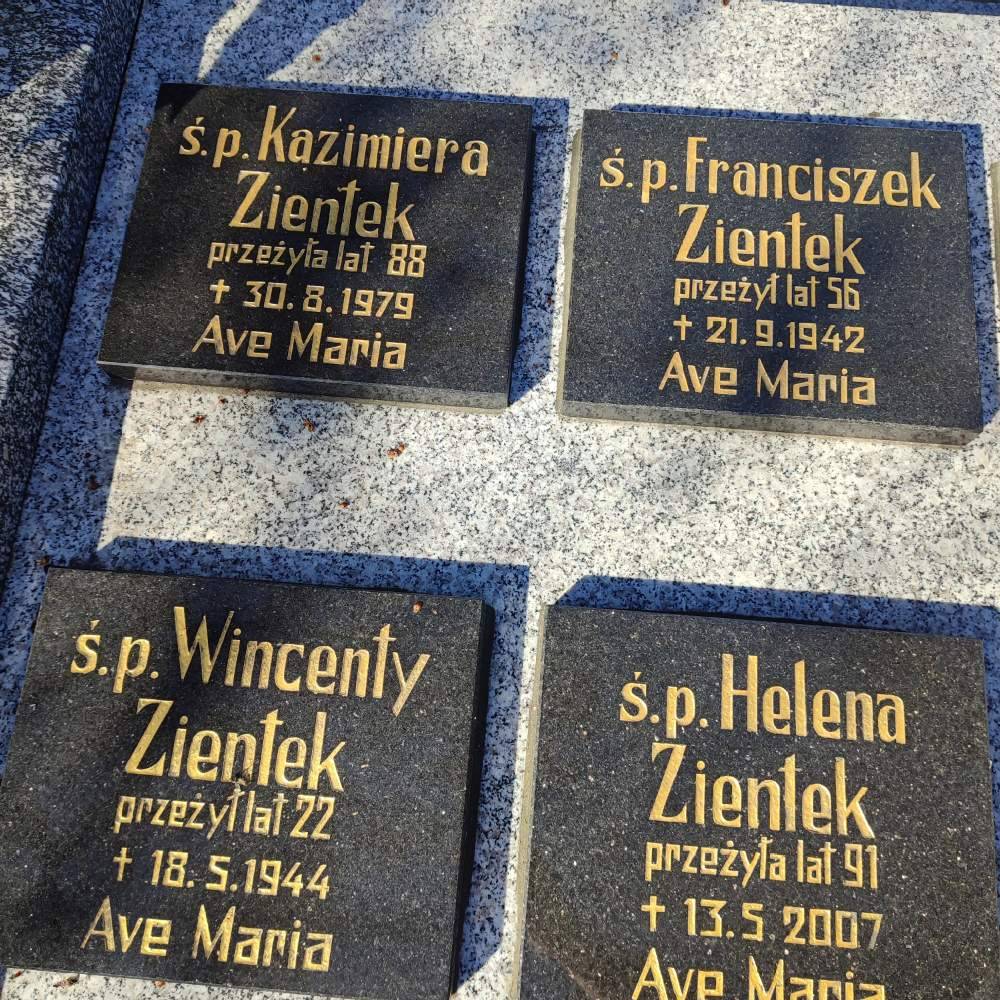 ś.p. Kazimiera
Zientek
przeżyła lat 88
+ 30.8.1979
Ave Maria
ś.p. Franciszek
Zientek
przeżył lat 56
+ 21.9.1942
Ave Maria
ś.p. Wincenty
Zientek
przeżył lat 22
+ 18.5.1944
Ave Maria
ś.p. Helena
Zientek
przeżyła lat 91
+ 13.5.2007
Ave Maria